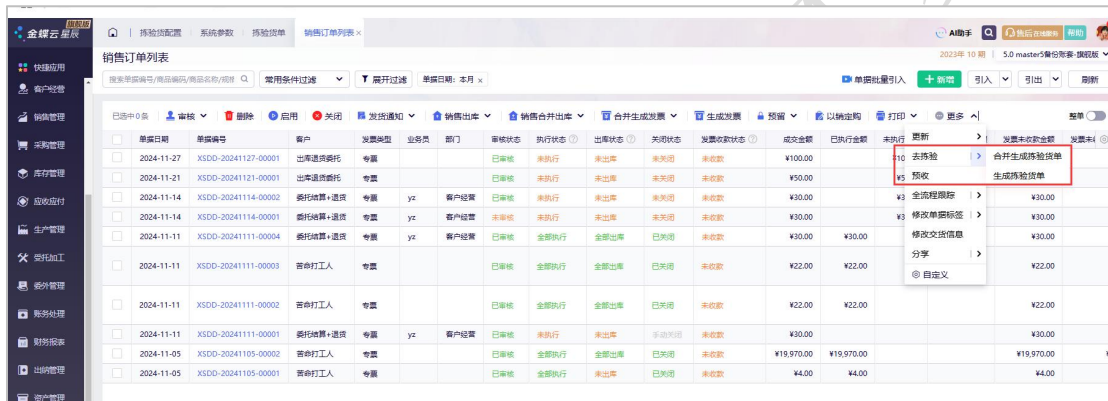 金蝶云星辰 旗舰版
拣验货配置 系统参数 拣验货单 销售订单列表 ×
AI助手 售后在线服务 帮助
销售订单列表
2023年 10 期 5.0 master5备份账套-旗舰版
搜索单据编号/商品编码/商品名称/规格 常用条件过滤 展开过滤 单据日期: 本月 ×
单据批量引入 新增 引入 引出 刷新
已选中0条 审核 删除 启用 关闭 发货通知 销售出库 销售合并出库 合并生成发票 生成发票 预留 以销定购 打印 更多 整单
单据日期 单据编号 客户 发票类型 业务员 部门 审核状态 执行状态 出库状态 关闭状态 发票收款状态 成交金额 已执行金额 未执行 发票未收款金额 发票未
2024-11-27 XSDD-20241127-00001 出库退货委托 专票 已审核 未执行 未出库 未关闭 未收款 ¥100.00
2024-11-21 XSDD-20241121-00001 出库退货委托 专票 已审核 未执行 未出库 未关闭 未收款 ¥50.00
2024-11-14 XSDD-20241114-00002 委托结算+退货 专票 yz 客户经营 已审核 未执行 未出库 未关闭 未收款 ¥30.00 ¥3 ¥30.00
2024-11-14 XSDD-20241114-00001 委托结算+退货 专票 yz 客户经营 未审核 未执行 未出库 未关闭 未收款 ¥30.00 ¥3 ¥30.00
2024-11-11 XSDD-20241111-00004 委托结算+退货 专票 yz 客户经营 已审核 全部执行 全部出库 已关闭 未收款 ¥30.00 ¥30.00 ¥30.00
2024-11-11 XSDD-20241111-00003 苦命打工人 专票 已审核 全部执行 全部出库 已关闭 未收款 ¥22.00 ¥22.00 ¥22.00
2024-11-11 XSDD-20241111-00002 苦命打工人 专票 已审核 全部执行 全部出库 已关闭 未收款 ¥22.00 ¥22.00 ¥22.00
2024-11-11 XSDD-20241111-00001 委托结算+退货 专票 yz 客户经营 已审核 未执行 未出库 手动关闭 未收款 ¥30.00 ¥30.00
2024-11-05 XSDD-20241105-00002 苦命打工人 专票 已审核 全部执行 全部出库 已关闭 未收款 ¥19,970.00 ¥19,970.00 ¥19,970.00
2024-11-05 XSDD-20241105-00001 苦命打工人 专票 已审核 全部执行 未出库 已关闭 未收款 ¥4.00 ¥4.00 ¥4.00
更新
去拣验 合并生成拣验货单
预收 生成拣验货单
全流程跟踪
修改单据标签
修改交货信息
分享
自定义
快捷应用
客户经营
销售管理
采购管理
库存管理
应收应付
生产管理
受托加工
委外管理
账务处理
财务报表
出纳管理
资产管理